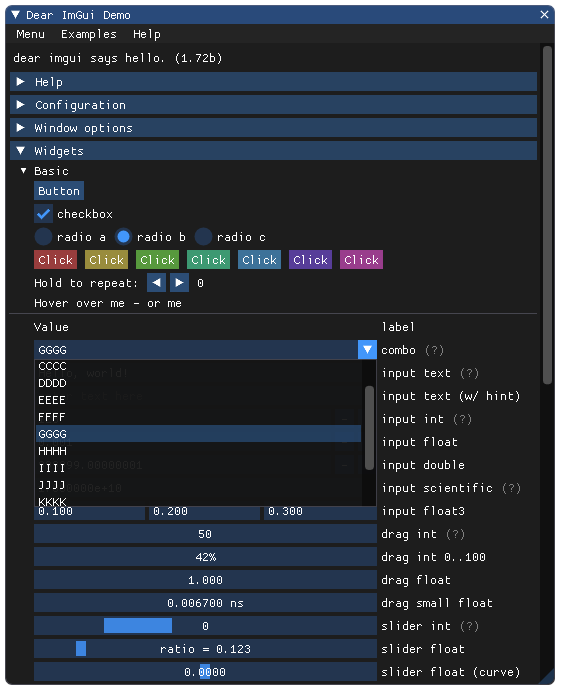 Dear ImGui Demo
Menu Examples Help
dear imgui says hello. (1.72b)
Help
Configuration
Window options
Widgets
Basic
Button
checkbox
radio a radio b radio c
Click Click Click Click Click Click Click
Hold to repeat: 0
Hover over me - or me
Value label
GGGG combo (?)
CCCC
input text (?)
DDDD
input text (w/ hint)
EEEE
FFFF input int (?)
GGGG input float
HHHH
IIII input double
JJJJ
input scientific (?)
KKKK
0.100 0.200 0.300 input float3
50 drag int (?)
42% drag int 0..100
1.000 drag float
0.006700 ns drag small float
0 slider int (?)
ratio = 0.123 slider float
0.0000 slider float (curve)